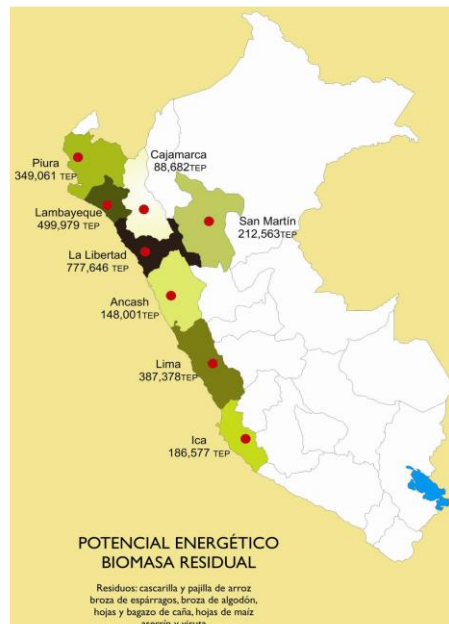 Piura
349,061 TEP
Cajamarca
88,682TEP
Lambayeque
499,979 TEP
San Martín
212,563TEP
La Libertad
777,646 TEP
Ancash
148,001TEP
Lima
387,378TEP
Ica
186,577 TEP
POTENCIAL ENERGÉTICO
BIOMASA RESIDUAL
Residuos: cascarilla y pajilla de arroz
broza de espárragos, broza de algodón,
hojas y bagazo de caña, hojas de maíz
aserrín y viruta